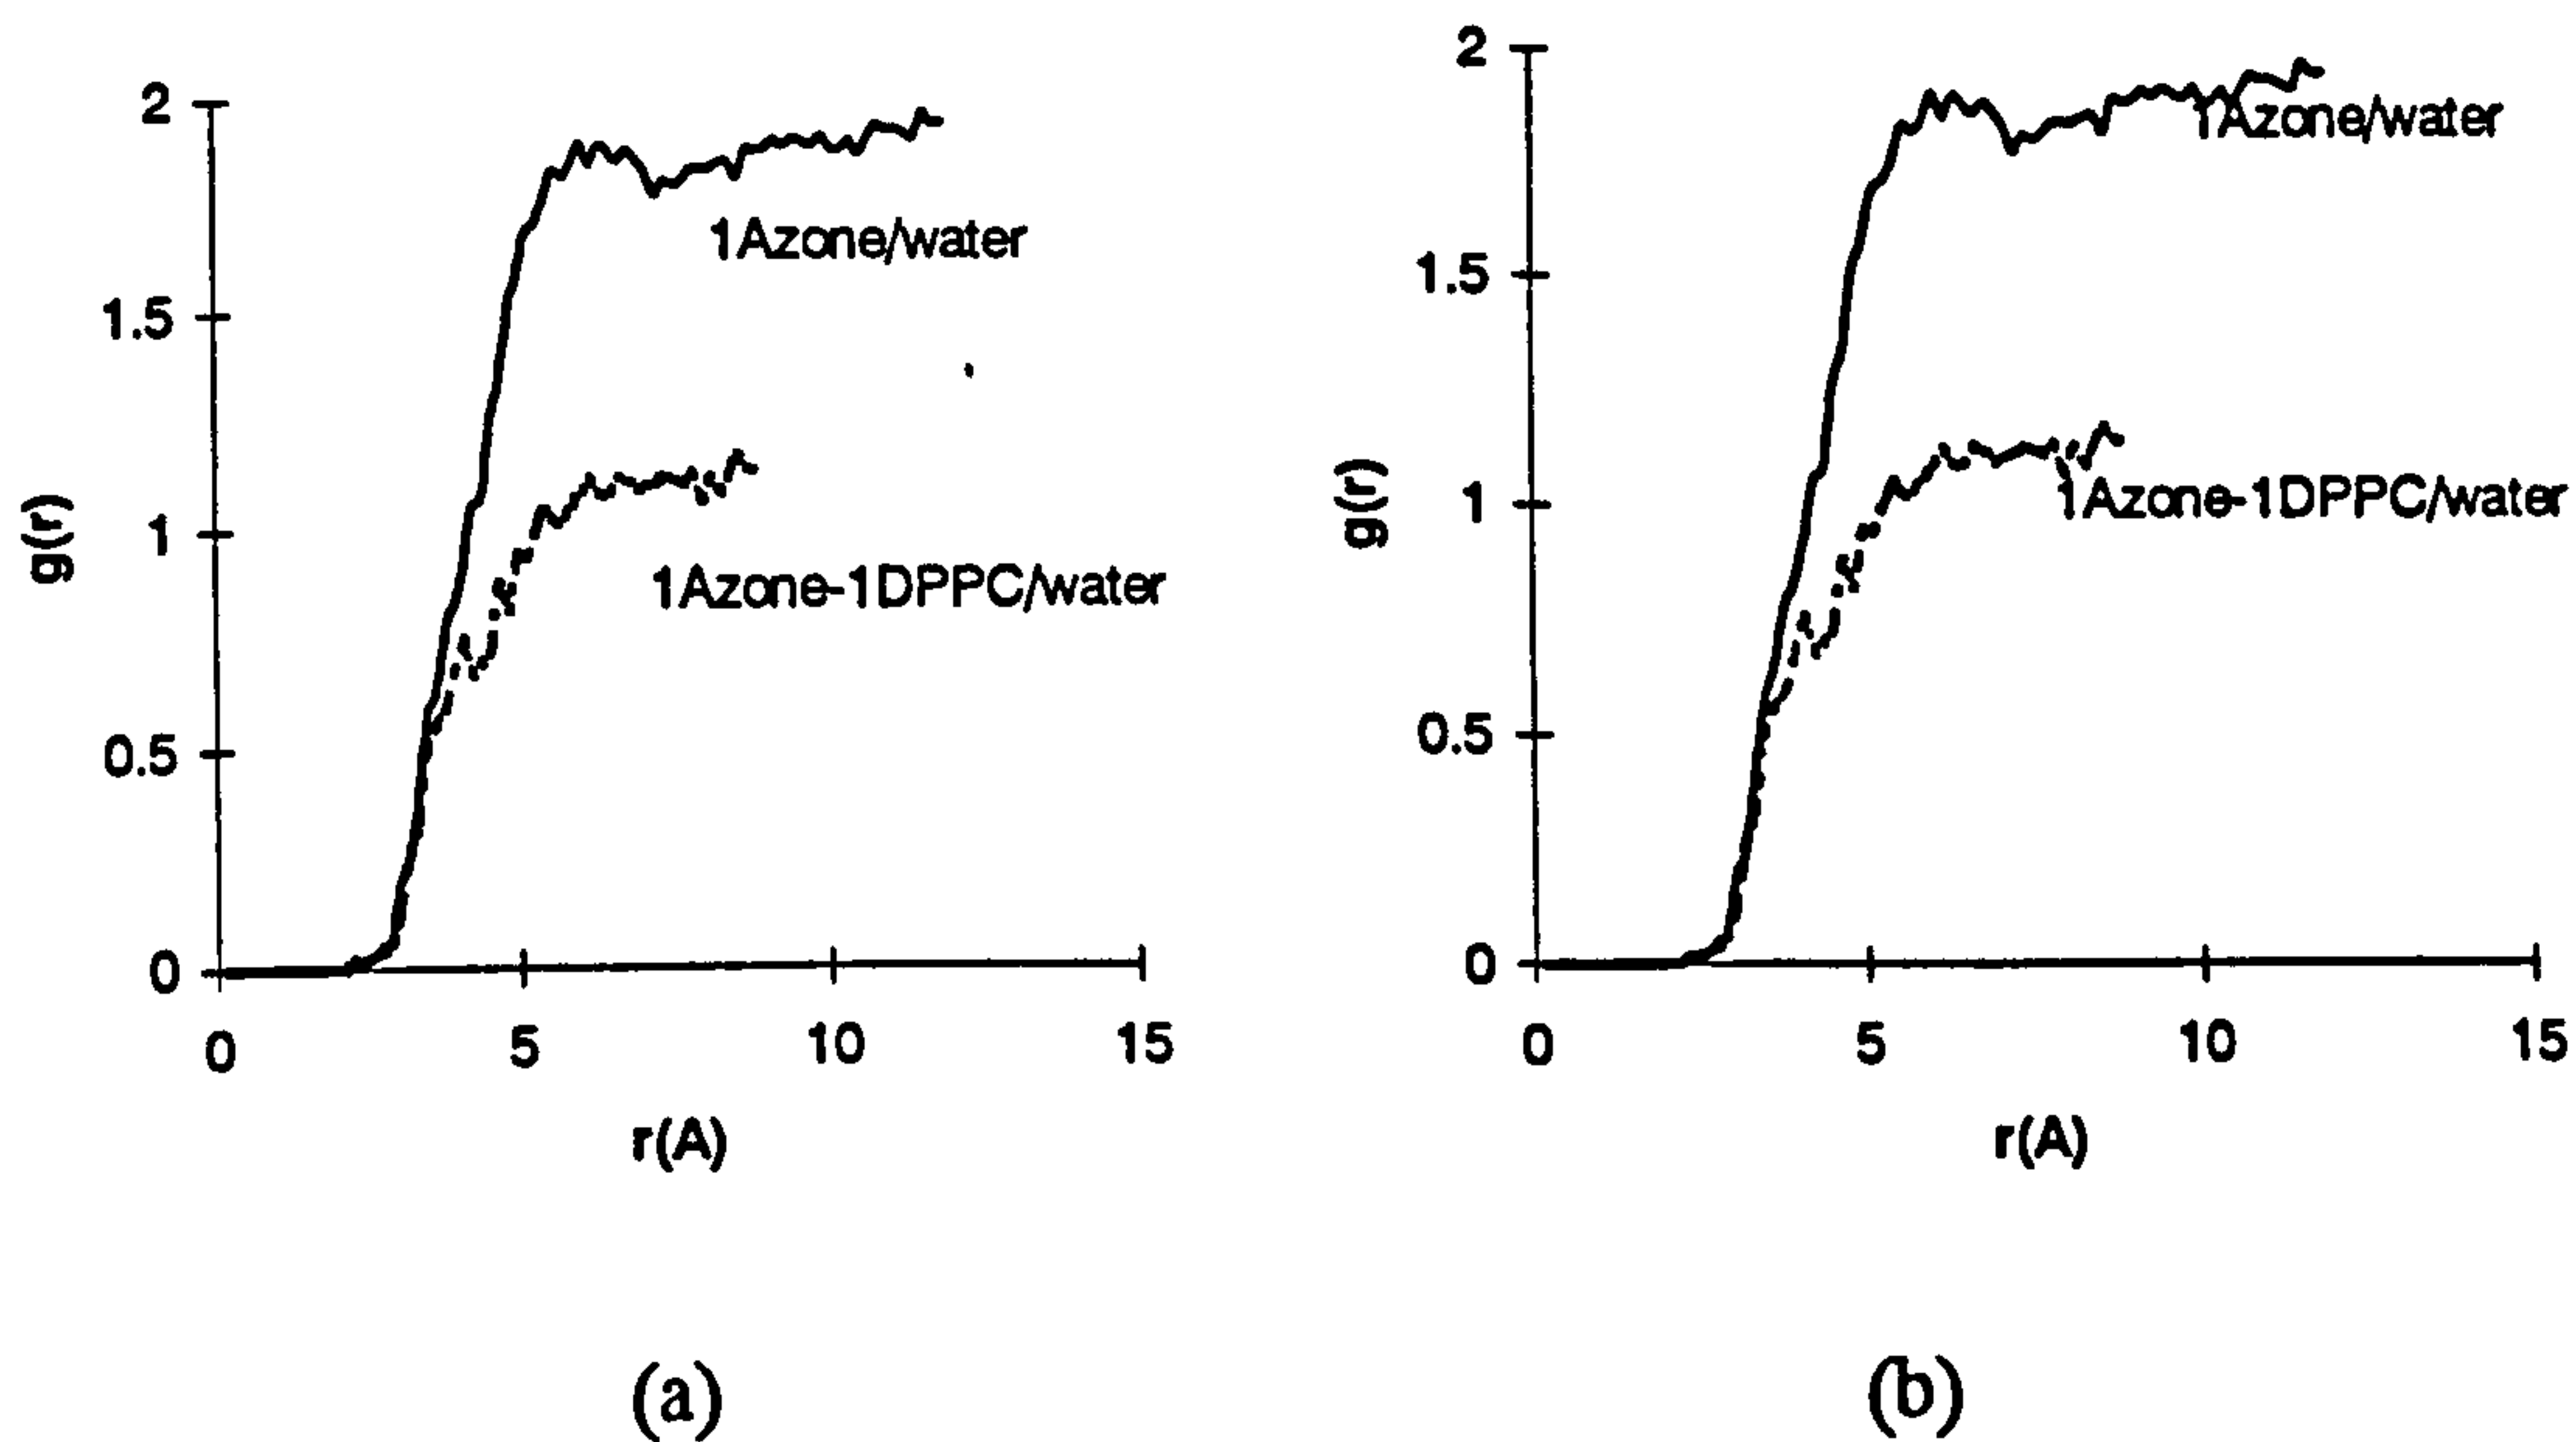 2
1.5
1
0.5
0
g(r)
1Azone/water
1Azone-1DPPC/water
0 5 10 15
r(A)
(a)
2
1.5
1
0.5
0
g(r)
1Azone/water
1Azone-1DPPC/water
0 5 10 15
r(A)
(b)